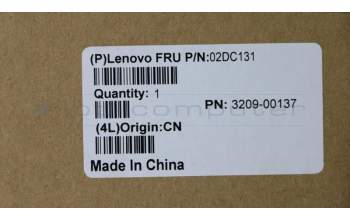 (P)Lenovo FRU P/N:02DC131
Quantity: 1
PN: 3209-00137
(4L)Origin:CN
Made In China